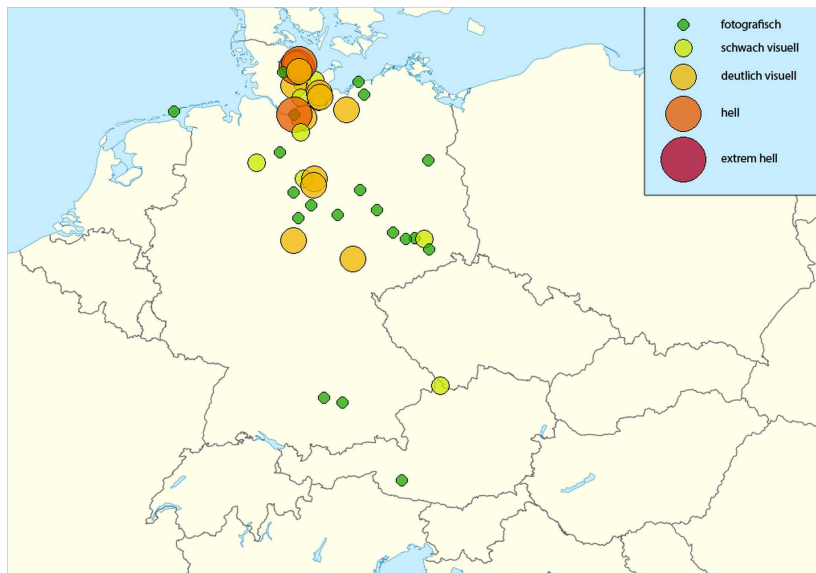 fotografisch
schwach visuell
deutlich visuell
hell
extrem hell